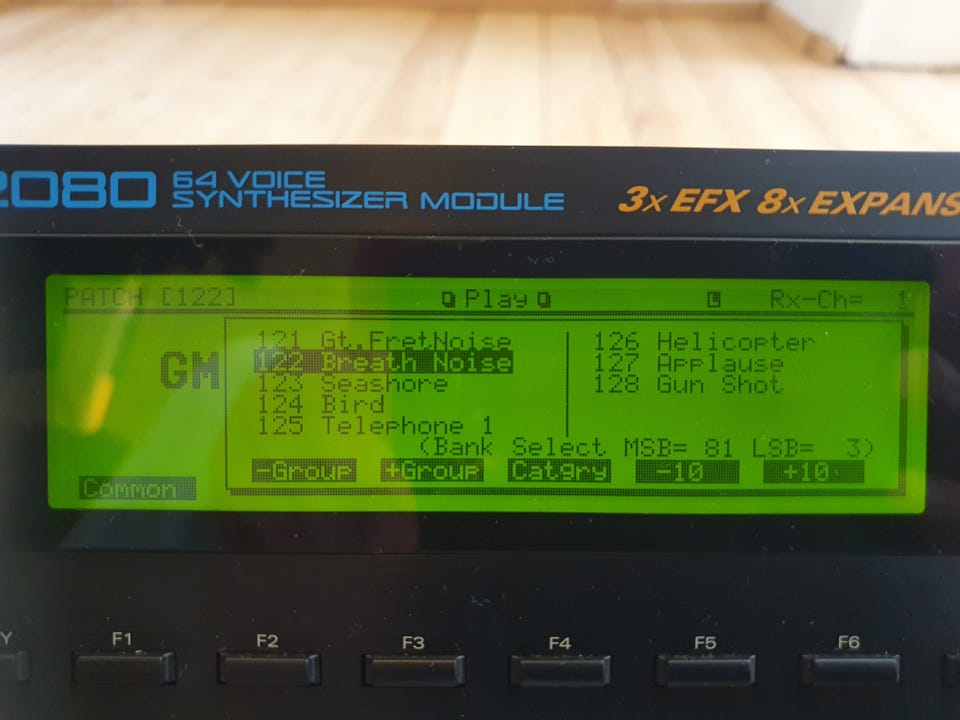 2080 64 VOICE
SYNTHESIZER MODULE
3x EFX 8x EXPANS
PATCH [122] Play Rx-Ch= 1
GM
121 Gt.FretNoise
122 Breath Noise
123 Seashore
124 Bird
125 Telephone 1
126 Helicopter
127 Applause
128 Gun Shot
(Bank Select MSB= 81 LSB= 3)
Common -Group +Group Catgry -10 +10
Y F1 F2 F3 F4 F5 F6